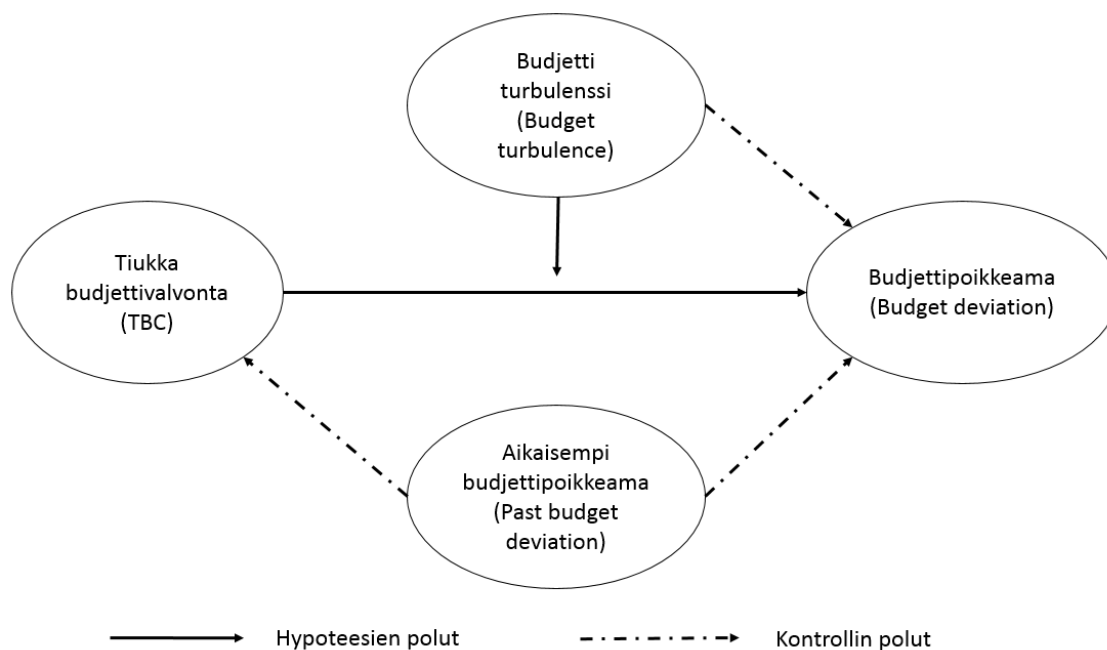 Budjetti
turbulenssi
(Budget
turbulence)
Tiukka
budjettivalvonta
(TBC)
Budjettipoikkeama
(Budget deviation)
Aikaisempi
budjettipoikkeama
(Past budget
deviation)
Hypoteesien polut
Kontrollin polut